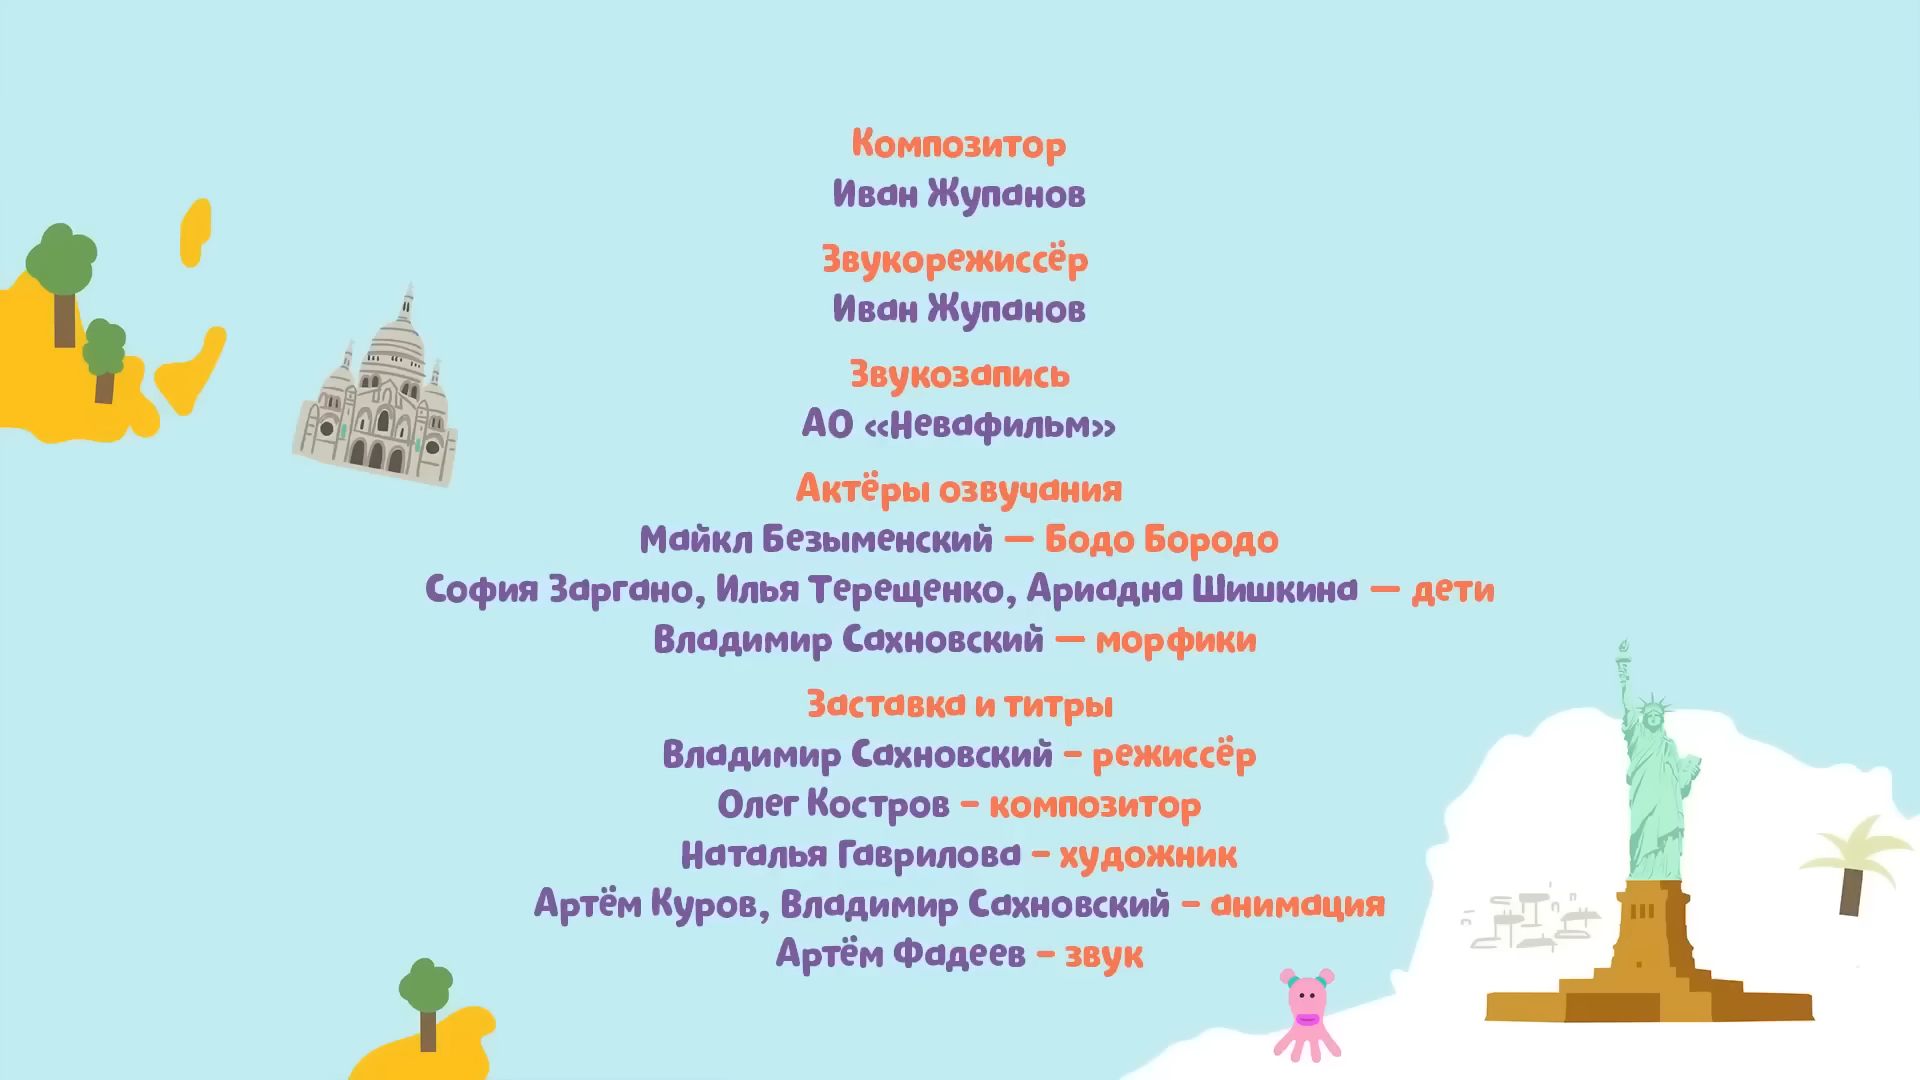 Композитор
Иван Жупанов
Звукорежиссёр
Иван Жупанов
Звукозапись
АО «Невафильм»
Актёры озвучания
Майкл Безыменский — Бодо Бородо
София Заргано, Илья Терещенко, Ариадна Шишкина — дети
Владимир Сахновский — морфики
Заставка и титры
Владимир Сахновский – режиссёр
Олег Костров – композитор
Наталья Гаврилова – художник
Артём Куров, Владимир Сахновский – анимация
Артём Фадеев – звук